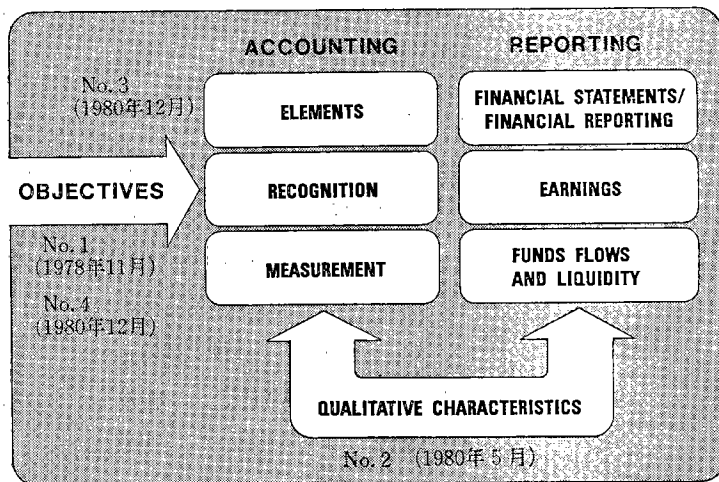 ACCOUNTING
REPORTING
No. 3
(1980年12月)
ELEMENTS
FINANCIAL STATEMENTS/
FINANCIAL REPORTING
OBJECTIVES
RECOGNITION
EARNINGS
No. 1
(1978年11月)
No. 4
(1980年12月)
MEASUREMENT
FUNDS FLOWS
AND LIQUIDITY
QUALITATIVE CHARACTERISTICS
No. 2 (1980年5月)